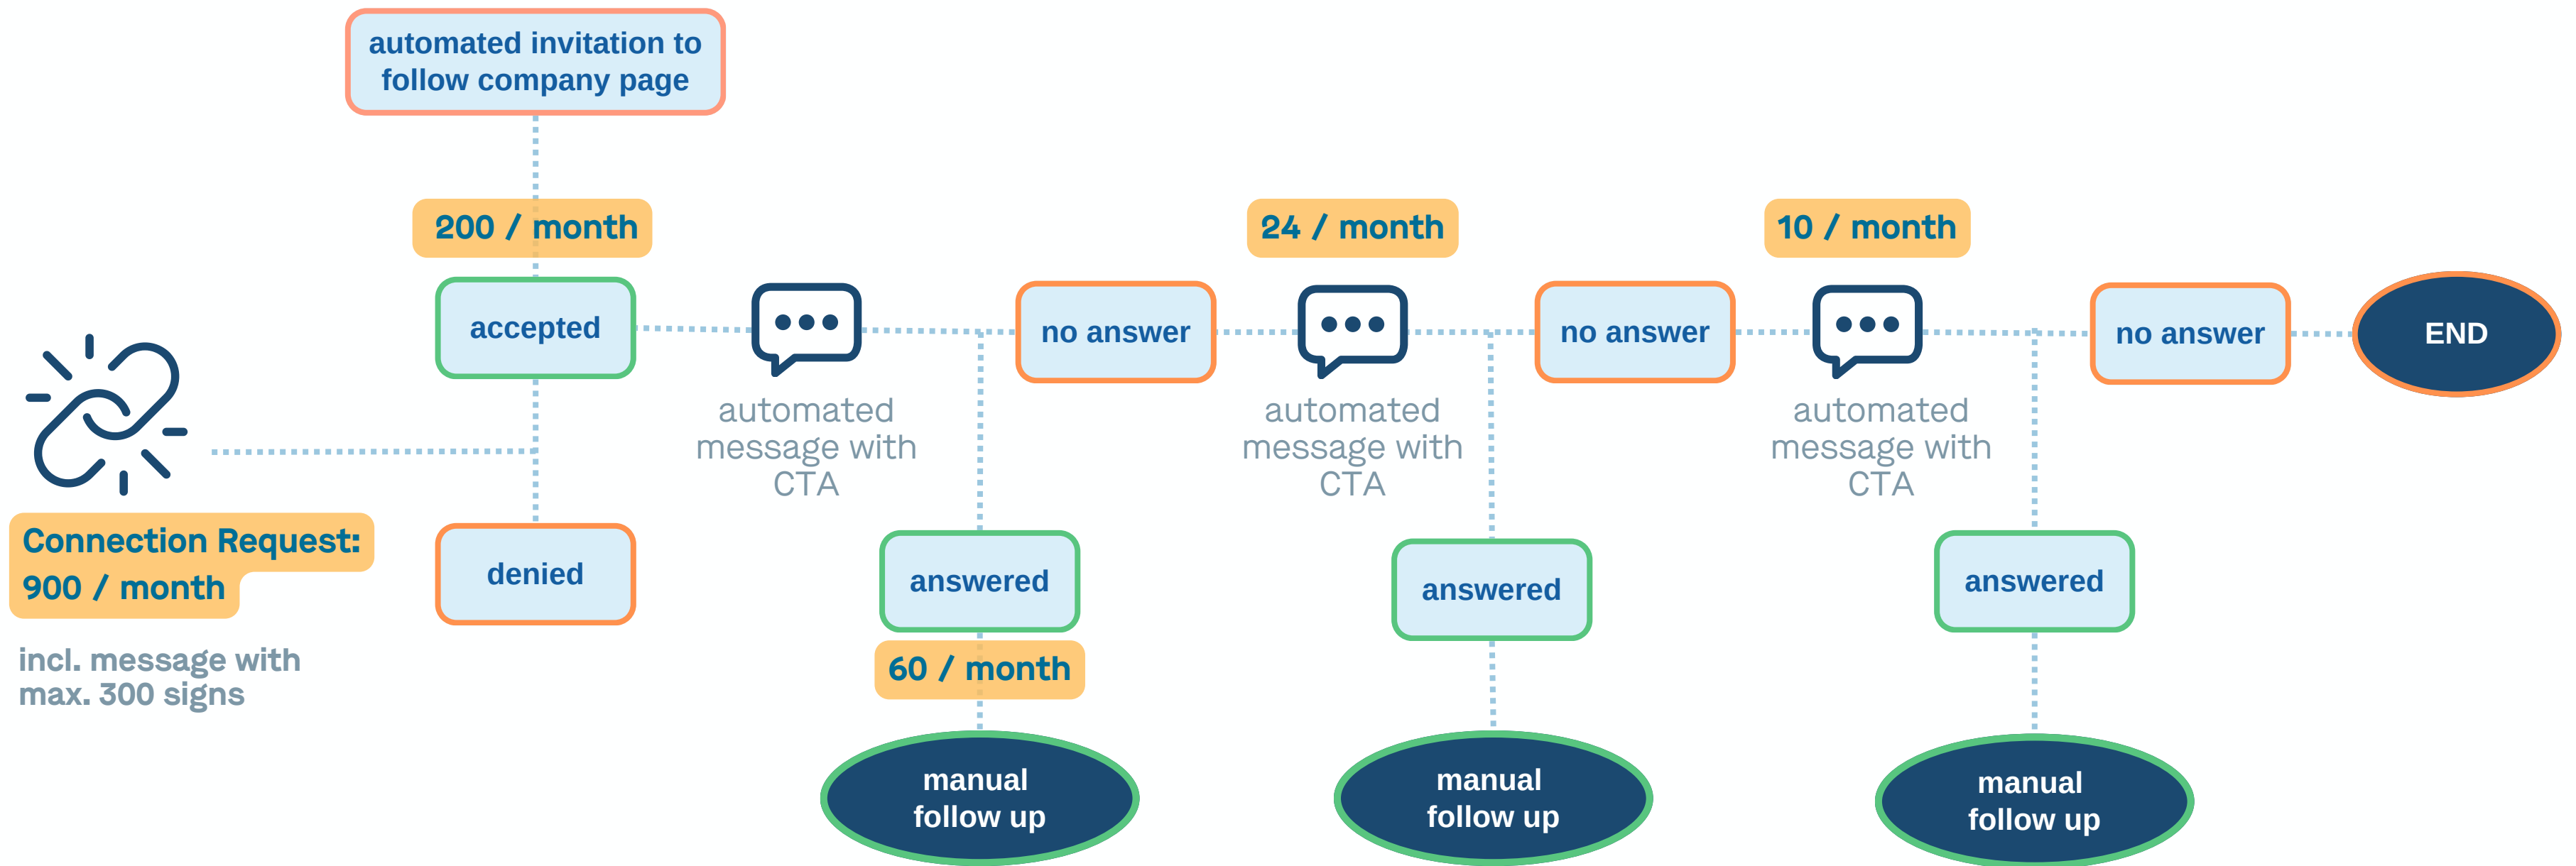 automated invitation to
follow company page
200 / month
24 / month
10 / month
accepted
no answer
no answer
no answer
END
automated
message with
CTA
automated
message with
CTA
automated
message with
CTA
Connection Request:
900 / month
incl. message with
max. 300 signs
denied
answered
answered
answered
60 / month
manual
follow up
manual
follow up
manual
follow up